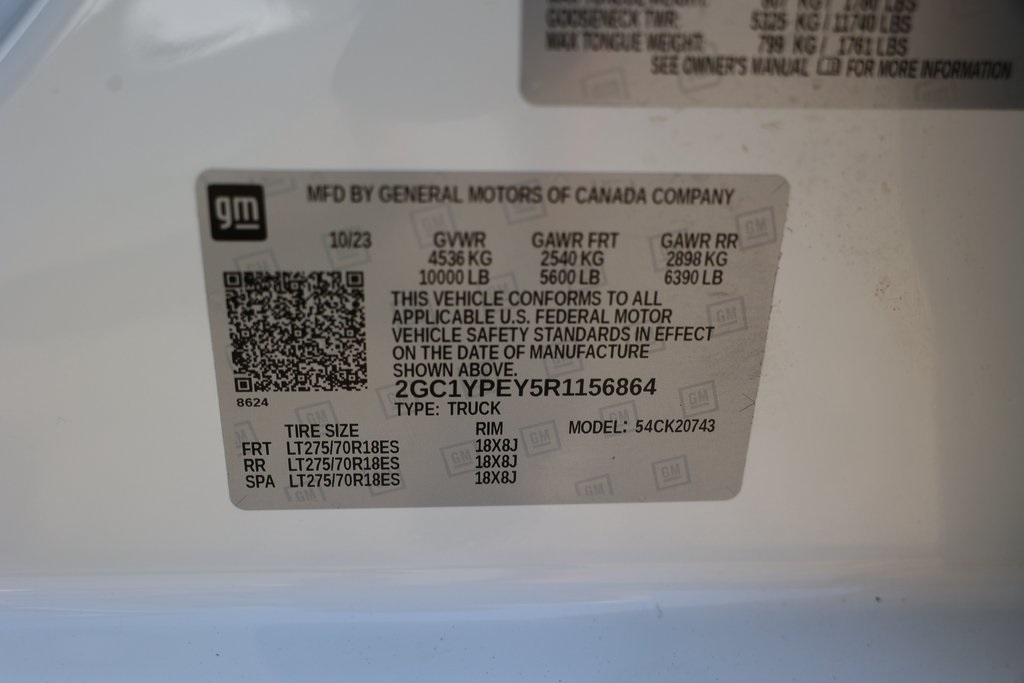 GOOSENECK TWR: 5325 KG / 11740 LBS
MAX TONGUE WEIGHT: 799 KG / 1761 LBS
SEE OWNER'S MANUAL FOR MORE INFORMATION
gm
MFD BY GENERAL MOTORS OF CANADA COMPANY
10/23 GVWR GAWR FRT GAWR RR
4536 KG 2540 KG 2898 KG
10000 LB 5600 LB 6390 LB
THIS VEHICLE CONFORMS TO ALL
APPLICABLE U.S. FEDERAL MOTOR
VEHICLE SAFETY STANDARDS IN EFFECT
ON THE DATE OF MANUFACTURE
SHOWN ABOVE.
2GC1YPEY5R1156864
8624
TYPE: TRUCK
TIRE SIZE RIM MODEL: 54CK20743
FRT LT275/70R18ES 18X8J
RR LT275/70R18ES 18X8J
SPA LT275/70R18ES 18X8J